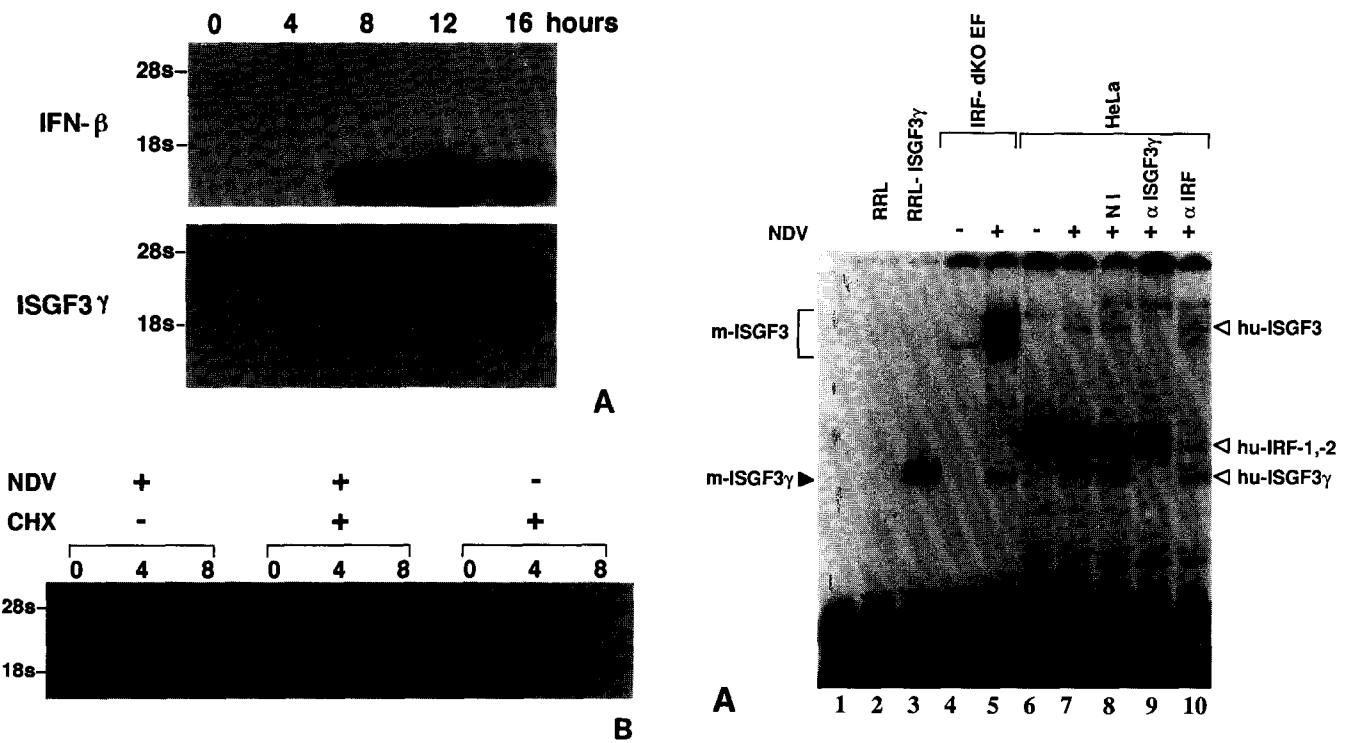 0 4 8 12 16 hours
28s-
IFN-β
18s-
28s-
ISGF3γ
18s-
A
NDV + + -
CHX - + +
0 4 8 0 4 8 0 4 8
28s-
18s-
B
RRL
RRL- ISGF3γ
IRF- dKO EF
HeLa
N I
α ISGF3γ
α IRF
NDV - + - + + + +
m-ISGF3
hu-ISGF3
hu-IRF-1,-2
m-ISGF3γ
hu-ISGF3γ
A
1 2 3 4 5 6 7 8 9 10